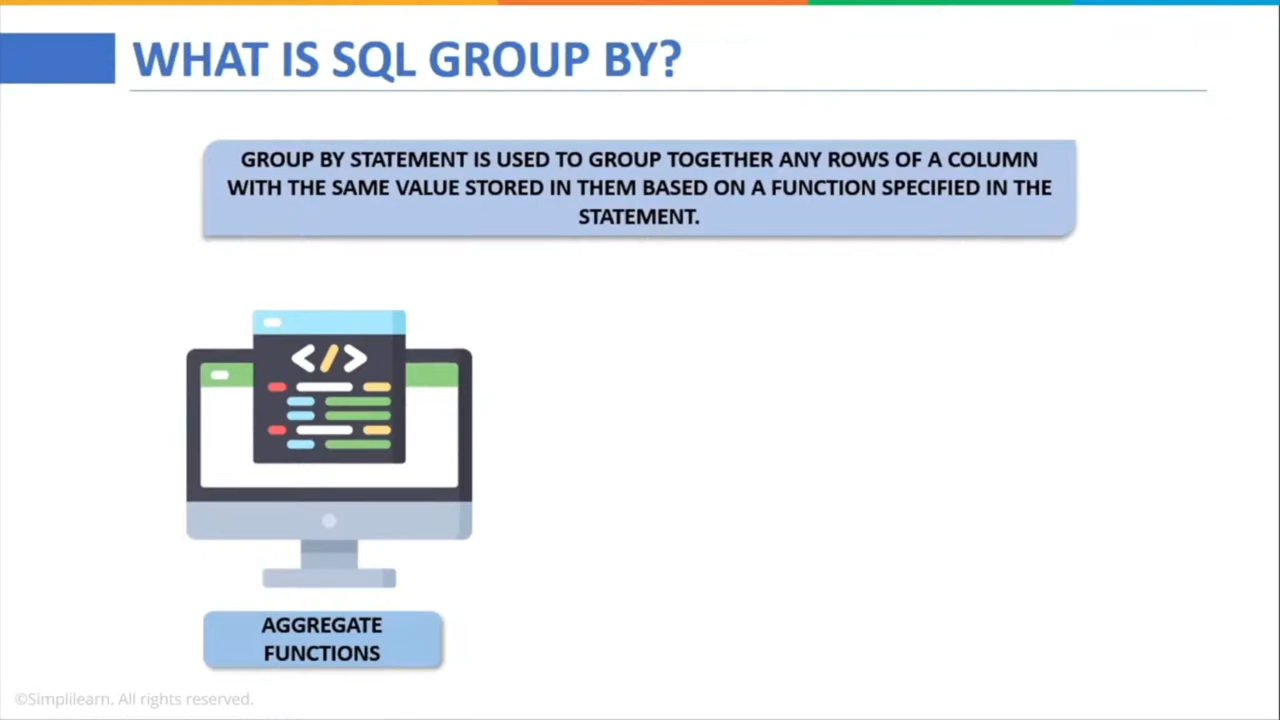 WHAT IS SQL GROUP BY?
GROUP BY STATEMENT IS USED TO GROUP TOGETHER ANY ROWS OF A COLUMN
WITH THE SAME VALUE STORED IN THEM BASED ON A FUNCTION SPECIFIED IN THE
STATEMENT.
</>
AGGREGATE
FUNCTIONS
©Simplilearn. All rights reserved.